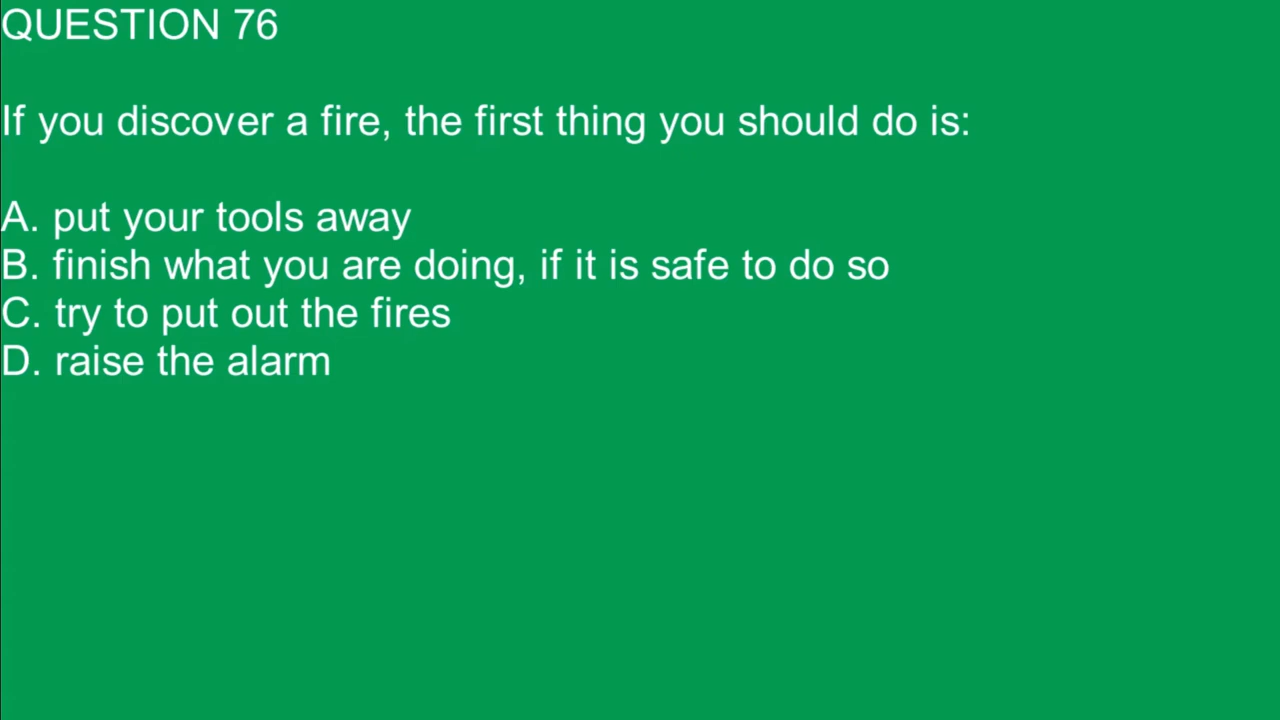 QUESTION 76
If you discover a fire, the first thing you should do is:
A. put your tools away
B. finish what you are doing, if it is safe to do so
C. try to put out the fires
D. raise the alarm